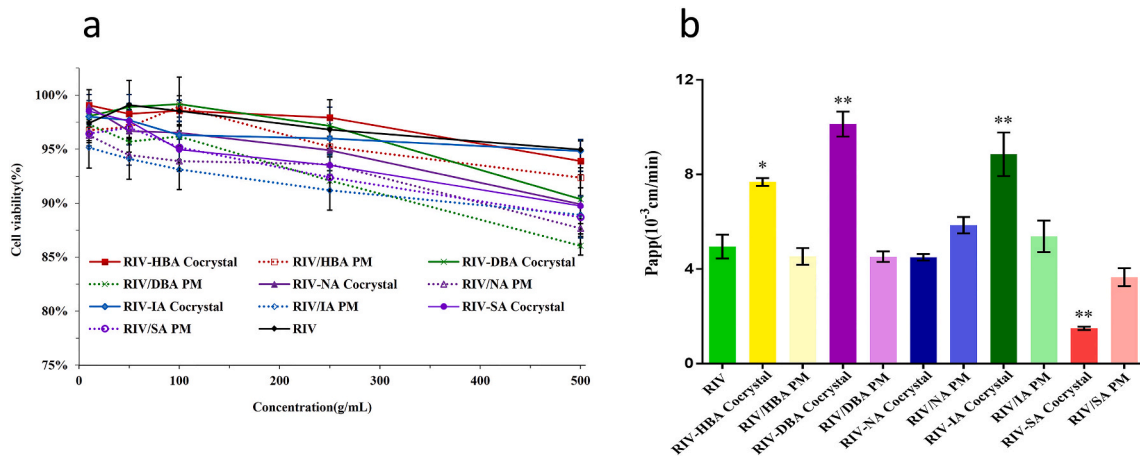 a
100%
95%
90%
85%
80%
75%
Cell viability(%)
RIV-HBA Cocrystal
RIV/HBA PM
RIV-DBA Cocrystal
RIV/DBA PM
RIV-NA Cocrystal
RIV/NA PM
RIV-IA Cocrystal
RIV/IA PM
RIV-SA Cocrystal
RIV/SA PM
RIV
0
100
200
300
400
500
Concentration(g/mL)
b
12
8
4
0
Papp(10⁻³cm/min)
*
**
**
**
RIV
RIV-HBA Cocrystal
RIV/HBA PM
RIV-DBA Cocrystal
RIV/DBA PM
RIV-NA Cocrystal
RIV/NA PM
RIV-IA Cocrystal
RIV/IA PM
RIV-SA Cocrystal
RIV/SA PM